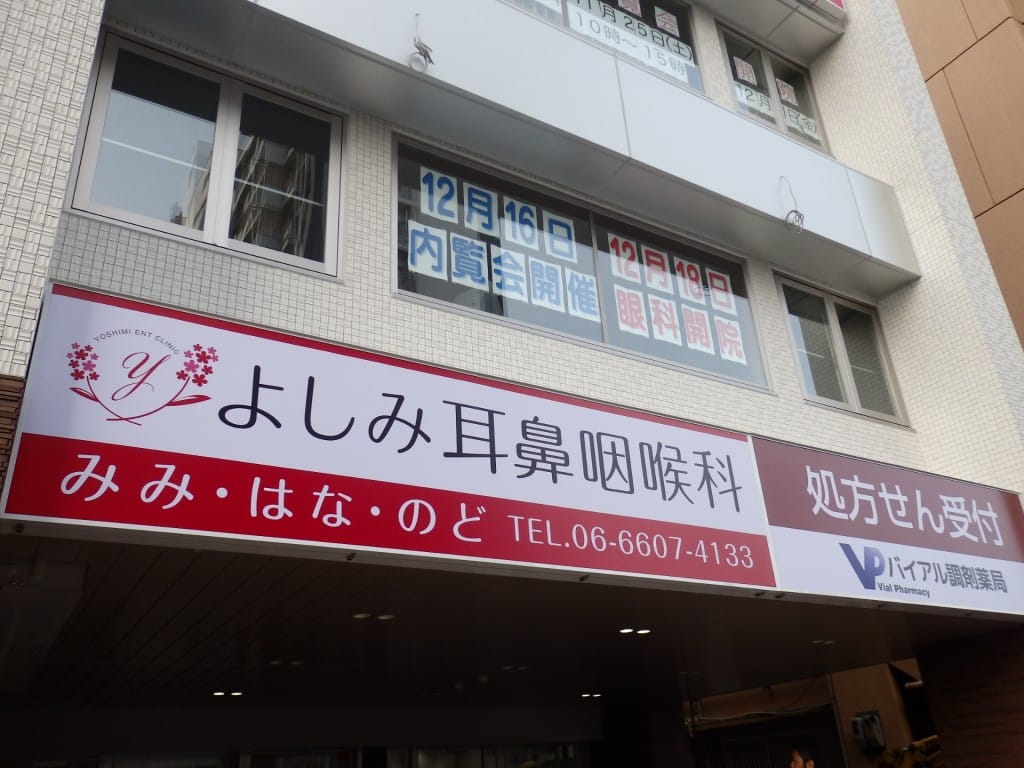 11月25日(土)
10時～15時
12月
12月16日
内覧会開催
12月18日
眼科開院
YOSHIMI ENT CLINIC
y
よしみ耳鼻咽喉科
みみ・はな・のど TEL.06-6607-4133
処方せん受付
VP バイアル調剤薬局
Vial Pharmacy